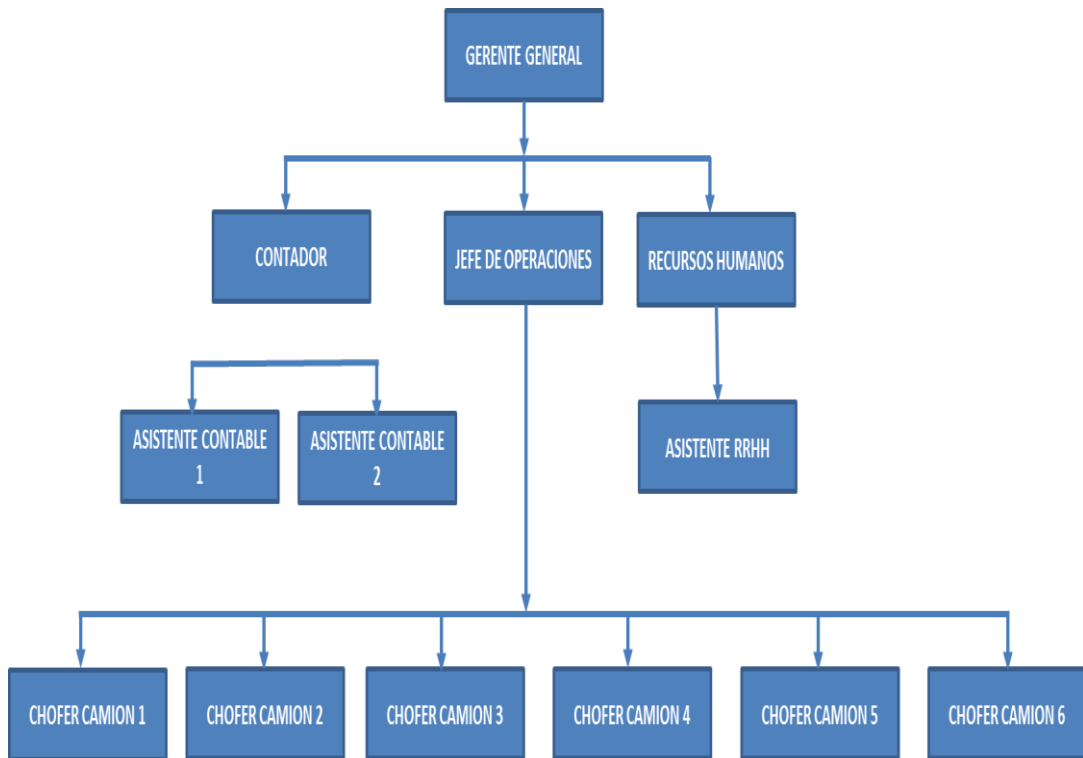 GERENTE GENERAL
CONTADOR
JEFE DE OPERACIONES
RECURSOS HUMANOS
ASISTENTE CONTABLE
1
ASISTENTE CONTABLE
2
ASISTENTE RRHH
CHOFER CAMION 1
CHOFER CAMION 2
CHOFER CAMION 3
CHOFER CAMION 4
CHOFER CAMION 5
CHOFER CAMION 6